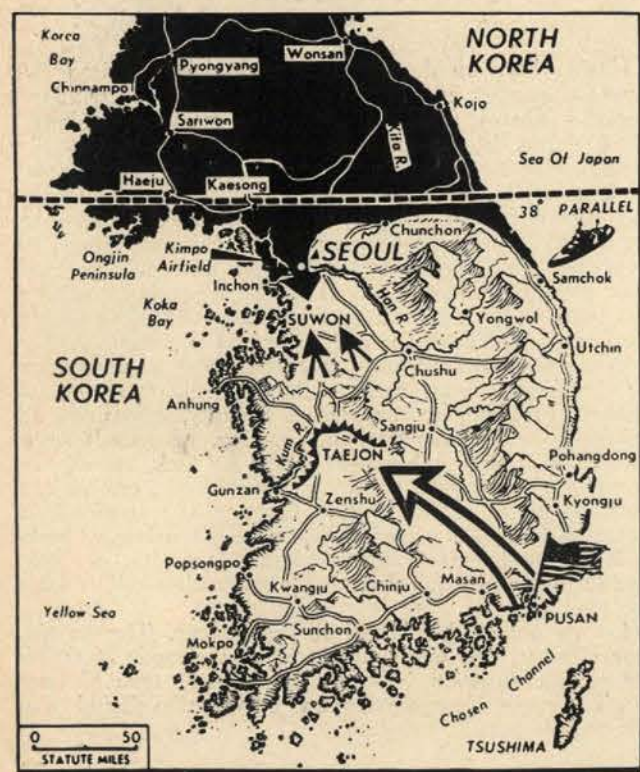 NORTH
KOREA
Korea
Bay
Wonsan
Pyongyang
Chinnampo
Kojo
Sariwon
Kita R.
Sea Of Japan
Haeju
Kaesong
38° PARALLEL
Chunchon
Ongjin
Peninsula
Kimpo
Airfield
SEOUL
Samchok
Inchon
Han R.
Koka
Bay
SUWON
Yongwol
Utchin
SOUTH
KOREA
Chushu
Anhung
Sangju
Kum R.
TAEJON
Pohangdong
Gunzan
Zenshu
Kyongju
Popsongpo
Kwangju
Chinju
Masan
PUSAN
Yellow Sea
Sunchon
Mokpo
Chosen Channel
TSUSHIMA
0 50
STATUTE MILES